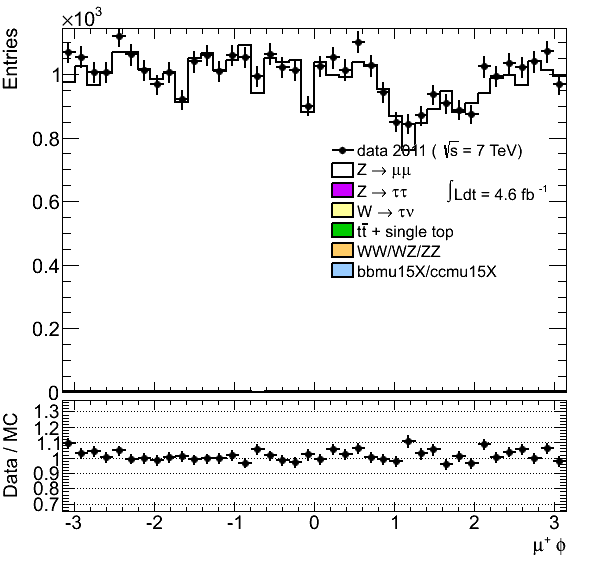 ×10³
Entries
1
0.8
0.6
0.4
0.2
0
data 2011 ( √s = 7 TeV)
Z → μμ
Z → ττ
∫Ldt = 4.6 fb⁻¹
W → τν
tt̄ + single top
WW/WZ/ZZ
bbmu15X/ccmu15X
Data / MC
1.3
1.2
1.1
1
0.9
0.8
0.7
-3 -2 -1 0 1 2 3
μ⁺ ϕ